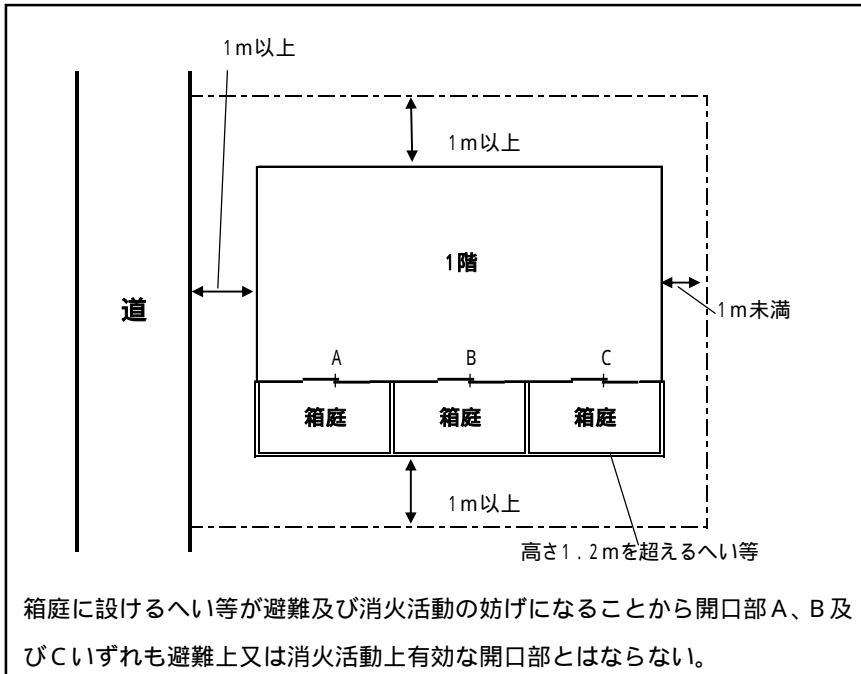 1m以上
1m以上
1階
道
1m未満
A
B
C
箱庭
箱庭
箱庭
1m以上
高さ1.2mを超えるへい等
箱庭に設けるへい等が避難及び消火活動の妨げになることから開口部A、B及
びCいずれも避難上又は消火活動上有効な開口部とはならない。